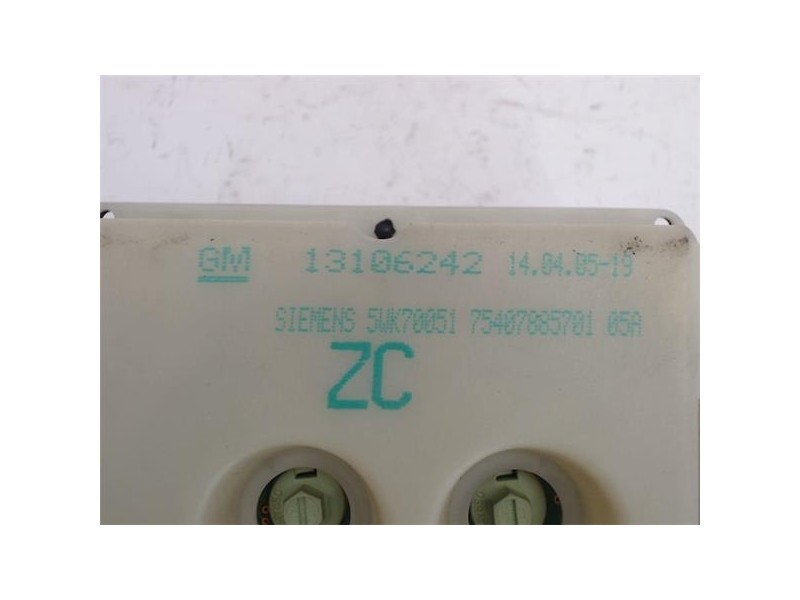 GM 13106242 14.04.05-19
SIEMENS 5WK70051 75407885701 05A
ZC